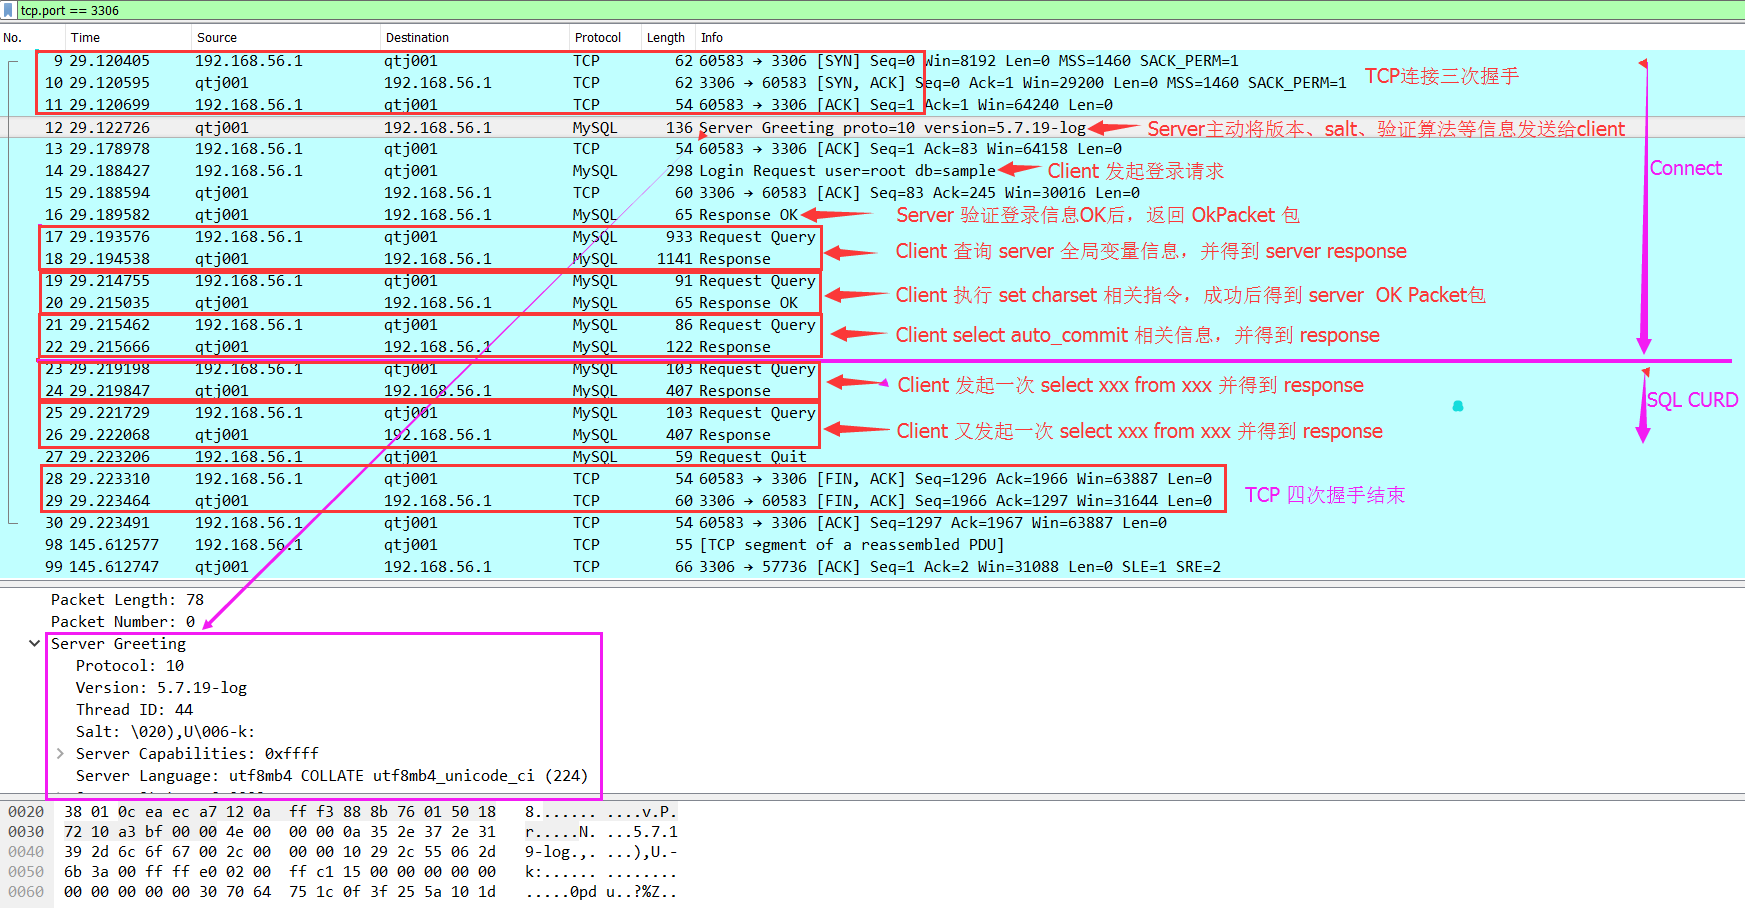 tcp.port == 3306
No. Time Source Destination Protocol Length Info
9 29.120405 192.168.56.1 qtj001 TCP 62 60583 → 3306 [SYN] Seq=0 Win=8192 Len=0 MSS=1460 SACK_PERM=1
TCP连接三次握手
10 29.120595 qtj001 192.168.56.1 TCP 62 3306 → 60583 [SYN, ACK] Seq=0 Ack=1 Win=29200 Len=0 MSS=1460 SACK_PERM=1
11 29.120699 192.168.56.1 qtj001 TCP 54 60583 → 3306 [ACK] Seq=1 Ack=1 Win=64240 Len=0
12 29.122726 qtj001 192.168.56.1 MySQL 136 Server Greeting proto=10 version=5.7.19-log Server主动将版本、salt、验证算法等信息发送给client
13 29.178978 192.168.56.1 qtj001 TCP 54 60583 → 3306 [ACK] Seq=1 Ack=83 Win=64158 Len=0
Connect
14 29.188427 192.168.56.1 qtj001 MySQL 298 Login Request user=root db=sample Client 发起登录请求
15 29.188594 qtj001 192.168.56.1 TCP 60 3306 → 60583 [ACK] Seq=83 Ack=245 Win=30016 Len=0
16 29.189582 qtj001 192.168.56.1 MySQL 65 Response OK Server 验证登录信息OK后，返回 OkPacket 包
17 29.193576 192.168.56.1 qtj001 MySQL 933 Request Query
Client 查询 server 全局变量信息，并得到 server response
18 29.194538 qtj001 192.168.56.1 MySQL 1141 Response
19 29.214755 192.168.56.1 qtj001 MySQL 91 Request Query
Client 执行 set charset 相关指令，成功后得到 server OK Packet包
20 29.215035 qtj001 192.168.56.1 MySQL 65 Response OK
21 29.215462 192.168.56.1 qtj001 MySQL 86 Request Query
Client select auto_commit 相关信息，并得到 response
22 29.215666 qtj001 192.168.56.1 MySQL 122 Response
23 29.219198 192.168.56.1 qtj001 MySQL 103 Request Query
Client 发起一次 select xxx from xxx 并得到 response
24 29.219847 qtj001 192.168.56.1 MySQL 407 Response
SQL CURD
25 29.221729 192.168.56.1 qtj001 MySQL 103 Request Query
Client 又发起一次 select xxx from xxx 并得到 response
26 29.222068 qtj001 192.168.56.1 MySQL 407 Response
27 29.223206 192.168.56.1 qtj001 MySQL 59 Request Quit
28 29.223310 192.168.56.1 qtj001 TCP 54 60583 → 3306 [FIN, ACK] Seq=1296 Ack=1966 Win=63887 Len=0
TCP 四次握手结束
29 29.223464 qtj001 192.168.56.1 TCP 60 3306 → 60583 [FIN, ACK] Seq=1966 Ack=1297 Win=31644 Len=0
30 29.223491 192.168.56.1 qtj001 TCP 54 60583 → 3306 [ACK] Seq=1297 Ack=1967 Win=63887 Len=0
98 145.612577 192.168.56.1 qtj001 TCP 55 [TCP segment of a reassembled PDU]
99 145.612747 qtj001 192.168.56.1 TCP 66 3306 → 57736 [ACK] Seq=1 Ack=2 Win=31088 Len=0 SLE=1 SRE=2
Packet Length: 78
Packet Number: 0
Server Greeting
Protocol: 10
Version: 5.7.19-log
Thread ID: 44
Salt: \020),U\006-k:
Server Capabilities: 0xffff
Server Language: utf8mb4 COLLATE utf8mb4_unicode_ci (224)
0020 38 01 0c ea ec a7 12 0a ff f3 88 8b 76 01 50 18 8....... ....v.P.
0030 72 10 a3 bf 00 00 4e 00 00 00 0a 35 2e 37 2e 31 r.....N. ...5.7.1
0040 39 2d 6c 6f 67 00 2c 00 00 00 10 29 2c 55 06 2d 9-log.,. ...),U.-
0050 6b 3a 00 ff ff e0 02 00 ff c1 15 00 00 00 00 00 k:...... ........
0060 00 00 00 00 00 30 70 64 75 1c 0f 3f 25 5a 10 1d .....0pd u..?%Z..